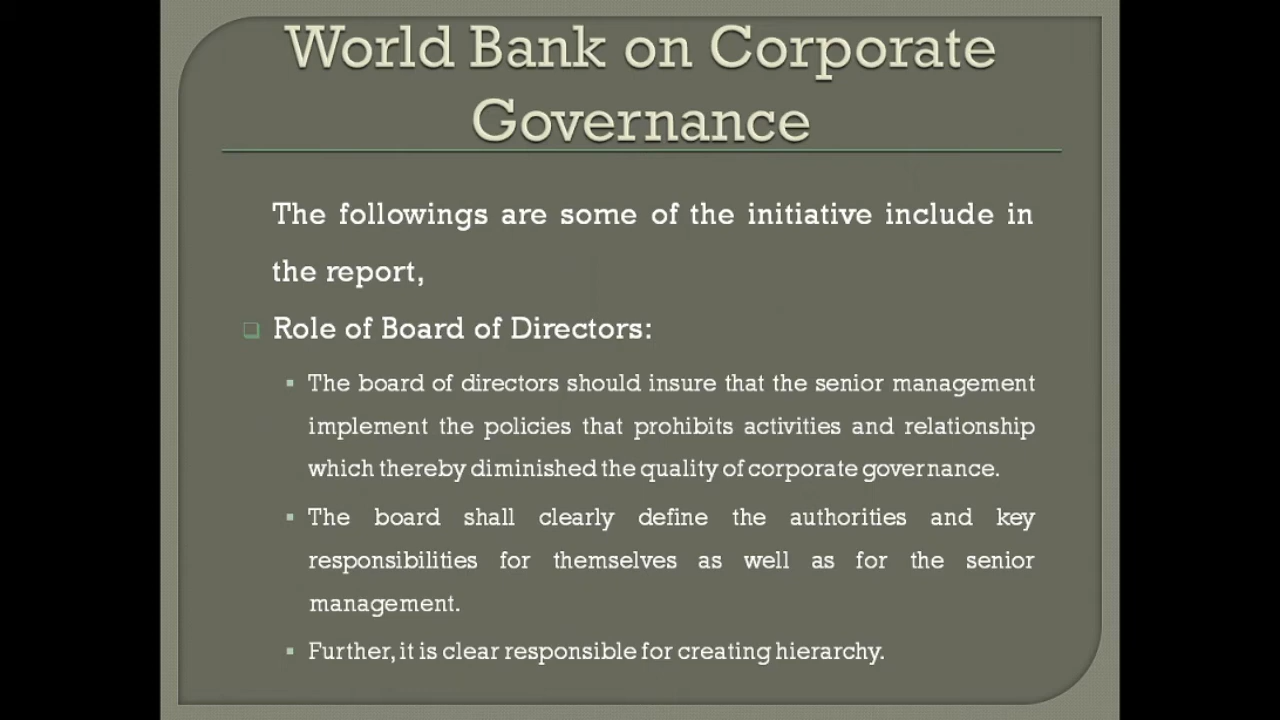 World Bank on Corporate
Governance
The followings are some of the initiative include in
the report,
Role of Board of Directors:
The board of directors should insure that the senior management
implement the policies that prohibits activities and relationship
which thereby diminished the quality of corporate governance.
The board shall clearly define the authorities and key
responsibilities for themselves as well as for the senior
management.
Further, it is clear responsible for creating hierarchy.